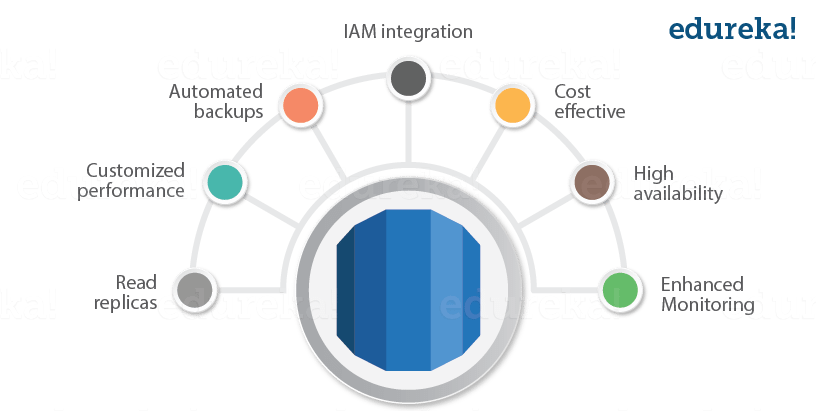 IAM integration
edureka!
Automated
backups
Cost
effective
Customized
performance
High
availability
Read
replicas
Enhanced
Monitoring